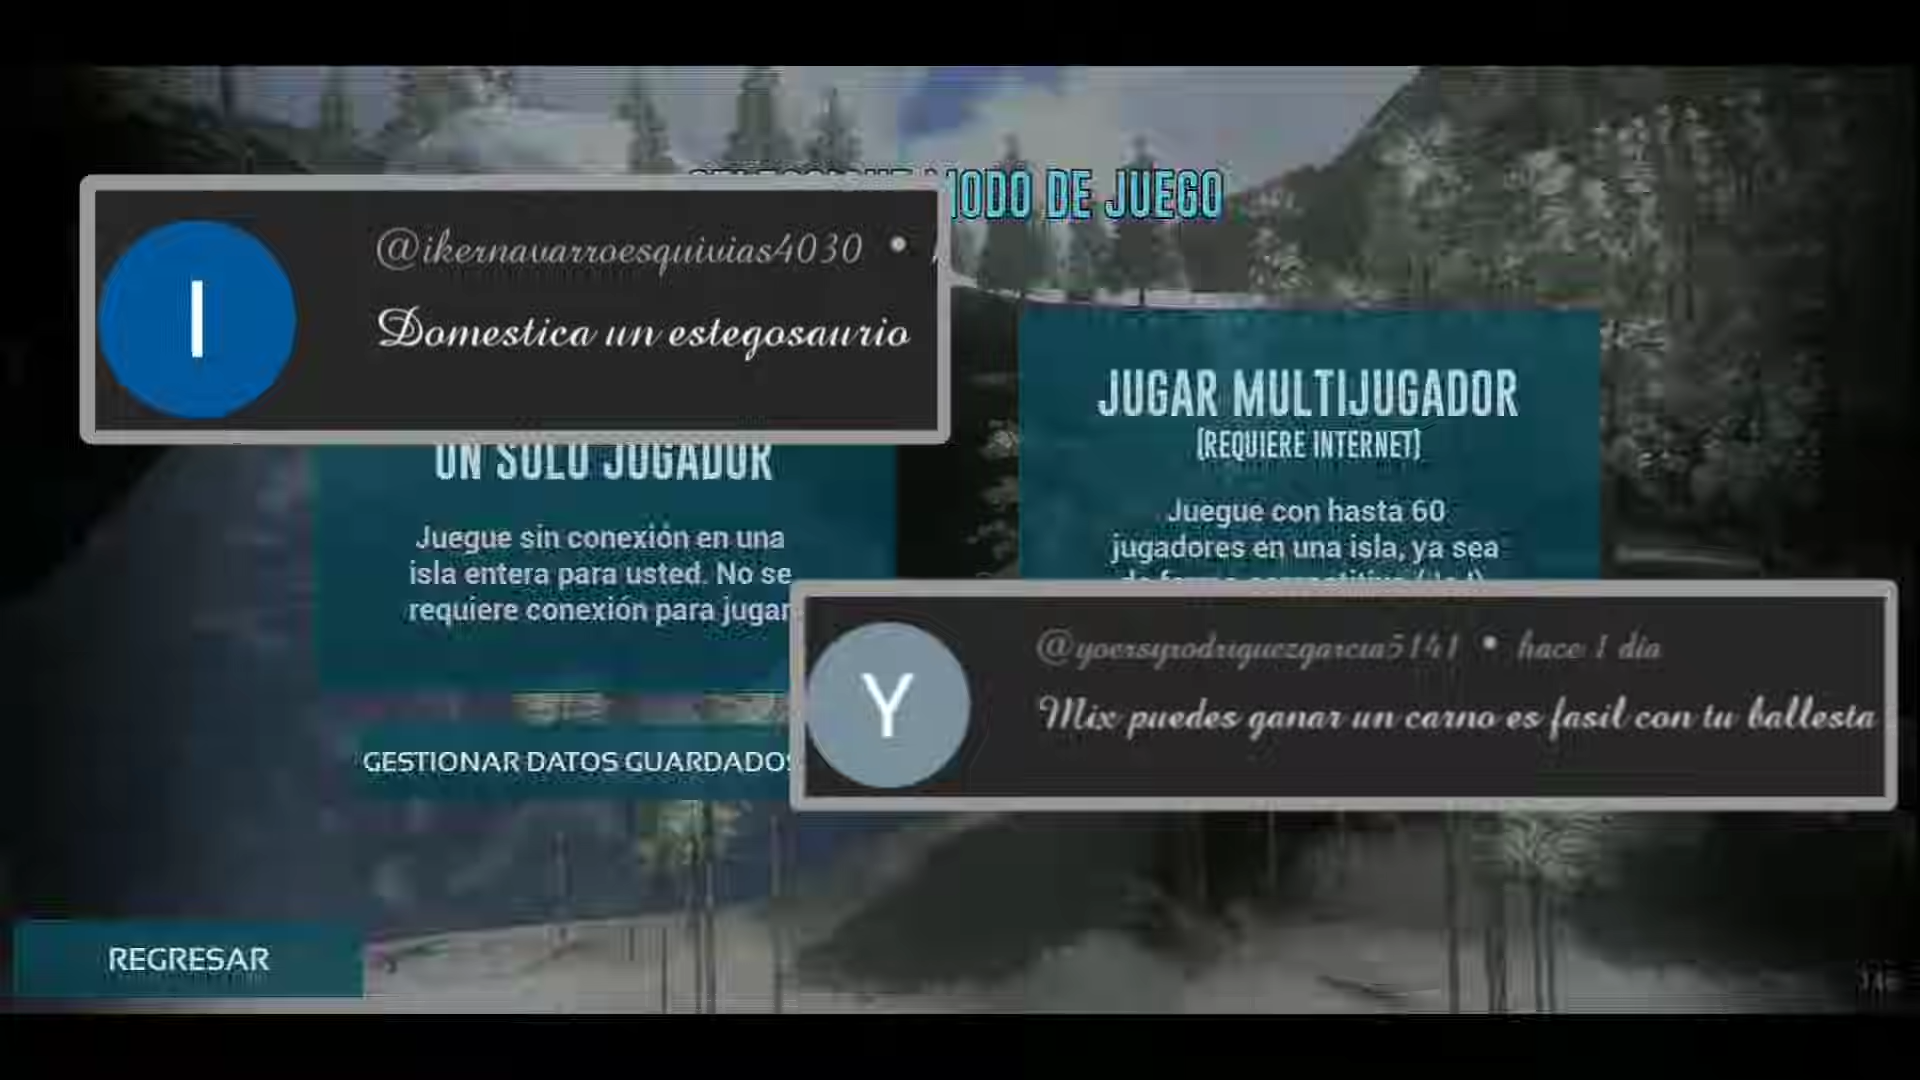 MODO DE JUEGO
@ikernavarroesquivias4030 •
Domestica un estegosaurio
JUGAR MULTIJUGADOR
(REQUIERE INTERNET)
UN SOLO JUGADOR
Juegue con hasta 60
jugadores en una isla, ya sea
Juegue sin conexión en una
isla entera para usted. No se
requiere conexión para jugar
@yoersyrodriguezgarcia5141 • hace 1 día
Mix puedes ganar un carno es fasil con tu ballesta
GESTIONAR DATOS GUARDADOS
REGRESAR